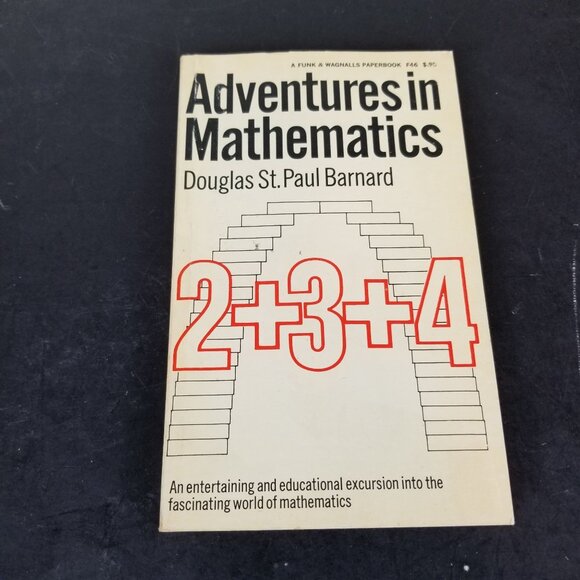 A FUNK & WAGNALLS PAPERBOOK F46 $.95
Adventures in
Mathematics
Douglas St. Paul Barnard
2+3+4
An entertaining and educational excursion into the
fascinating world of mathematics